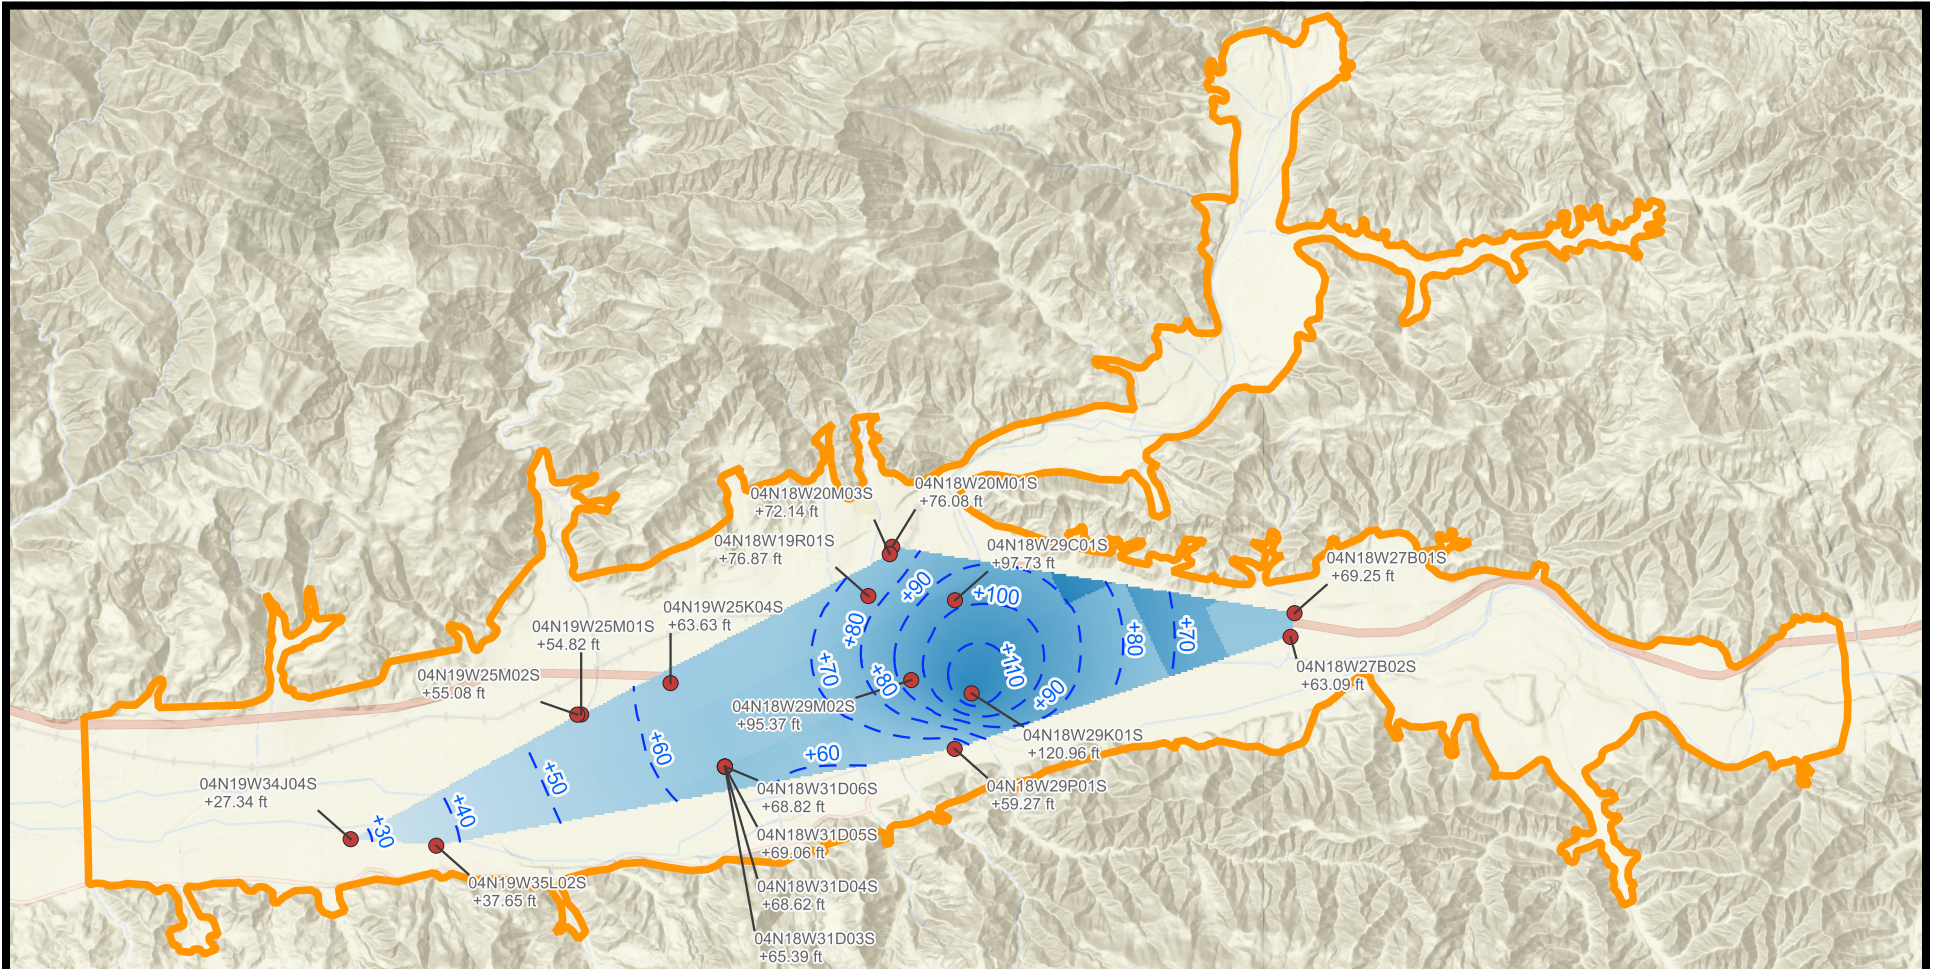 04N18W20M03S
+72.14 ft
04N18W20M01S
+76.08 ft
04N18W19R01S
+76.87 ft
04N18W29C01S
+97.73 ft
04N18W27B01S
+69.25 ft
04N19W25K04S
+63.63 ft
04N19W25M01S
+54.82 ft
04N19W25M02S
+55.08 ft
04N18W27B02S
+63.09 ft
04N18W29M02S
+95.37 ft
04N18W29K01S
+120.96 ft
04N18W29P01S
+59.27 ft
04N19W34J04S
+27.34 ft
04N18W31D06S
+68.82 ft
04N18W31D05S
+69.06 ft
04N18W31D04S
+68.62 ft
04N18W31D03S
+65.39 ft
04N19W35L02S
+37.65 ft
+90
+100
+80
+80
+70
+70
+80
+110
+90
+60
+60
+50
+40
+30